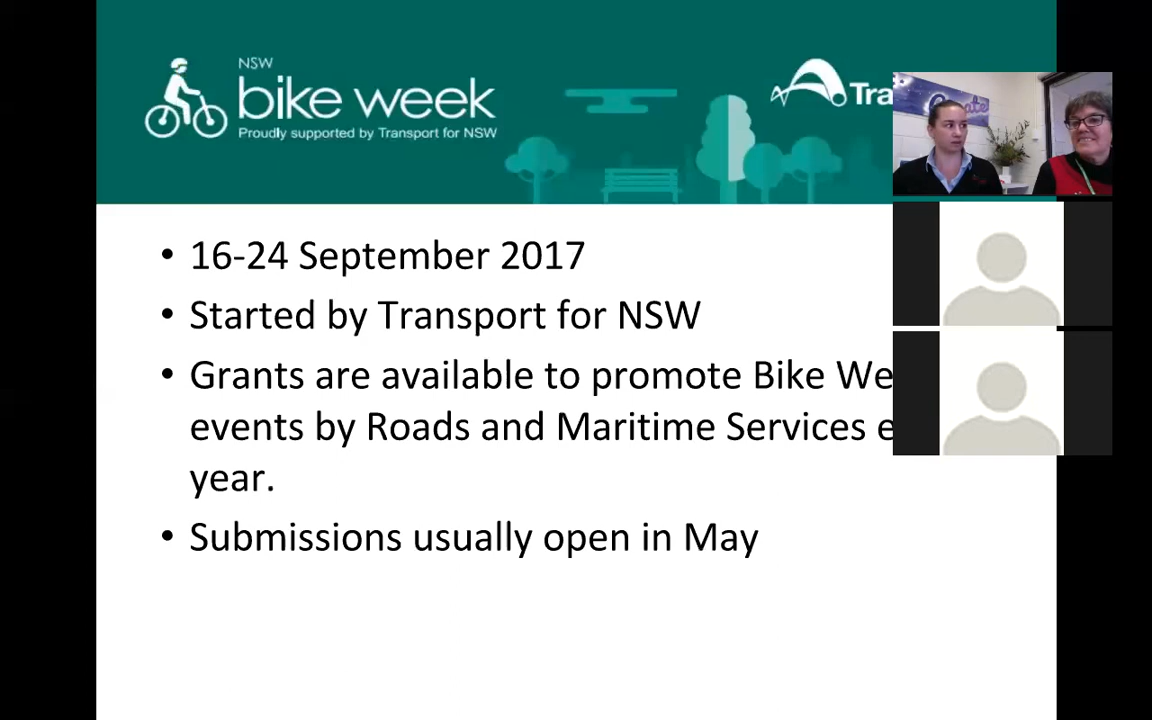 NSW
bike week
Proudly supported by Transport for NSW
Tra
• 16-24 September 2017
• Started by Transport for NSW
• Grants are available to promote Bike We
events by Roads and Maritime Services e
year.
• Submissions usually open in May